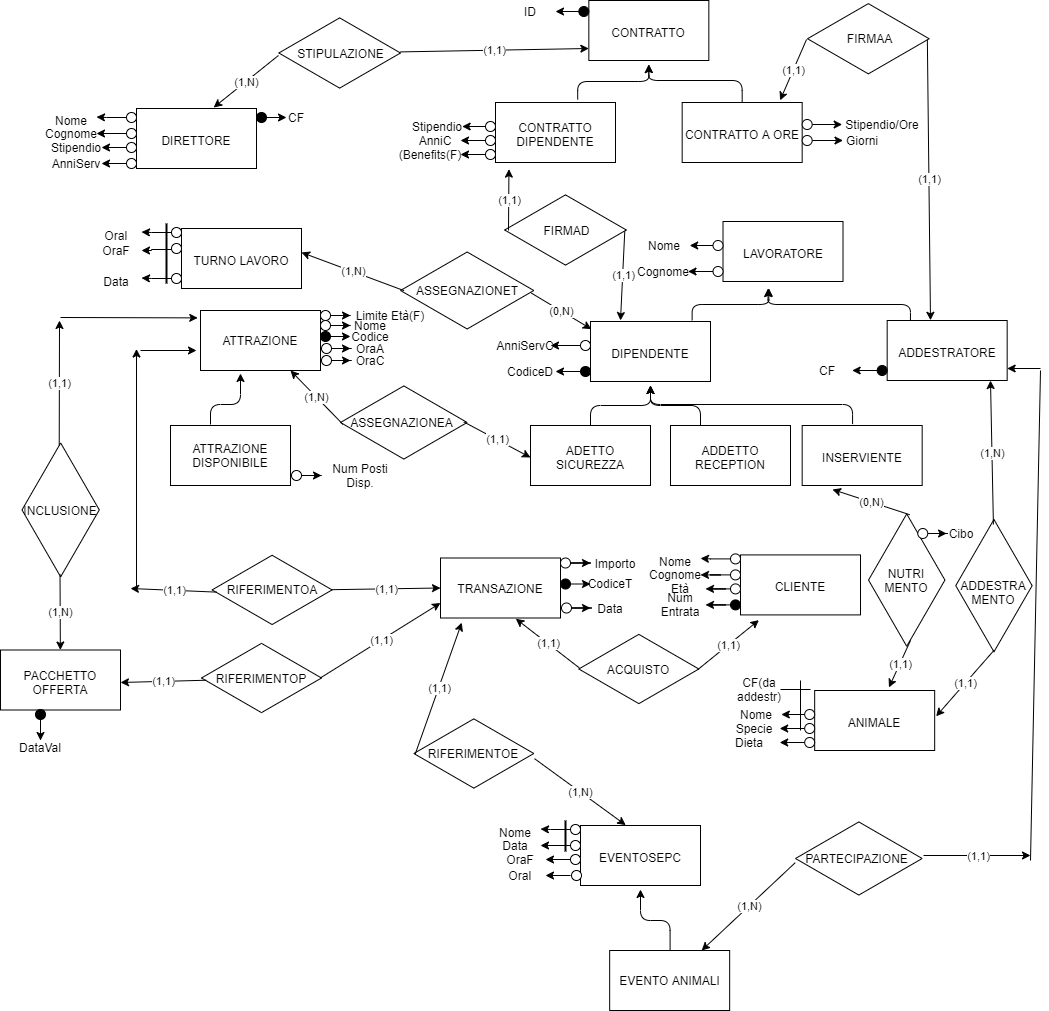 ID
CONTRATTO
FIRMAA
STIPULAZIONE
(1,1)
(1,1)
(1,N)
Nome
Cognome
Stipendio
AnniServ
DIRETTORE
CF
Stipendio
AnniC
(Benefits(F)
CONTRATTO
DIPENDENTE
CONTRATTO A ORE
Stipendio/Ore
Giorni
(1,1)
(1,1)
FIRMAD
OraI
OraF
Data
TURNO LAVORO
(1,N)
ASSEGNAZIONET
(0,N)
(1,1)
Nome
Cognome
LAVORATORE
ATTRAZIONE
Limite Età(F)
Nome
Codice
OraA
OraC
AnniServC
CodiceD
DIPENDENTE
CF
ADDESTRATORE
(1,1)
(1,N)
ASSEGNAZIONEA
(1,1)
ATTRAZIONE
DISPONIBILE
Num Posti
Disp.
ADETTO
SICUREZZA
ADDETTO
RECEPTION
INSERVIENTE
(1,N)
(0,N)
INCLUSIONE
Cibo
NUTRI
MENTO
ADDESTRA
MENTO
(1,1)
RIFERIMENTOA
(1,1)
TRANSAZIONE
Importo
CodiceT
Data
Nome
Cognome
Età
Num
Entrata
CLIENTE
(1,N)
(1,1)
(1,1)
(1,1)
(1,1)
(1,1)
PACCHETTO
OFFERTA
(1,1)
RIFERIMENTOP
ACQUISTO
(1,1)
(1,1)
DataVal
CF(da
addestr)
Nome
Specie
Dieta
ANIMALE
RIFERIMENTOE
(1,N)
Nome
Data
OraF
OraI
EVENTOSEPC
PARTECIPAZIONE
(1,1)
(1,N)
EVENTO ANIMALI